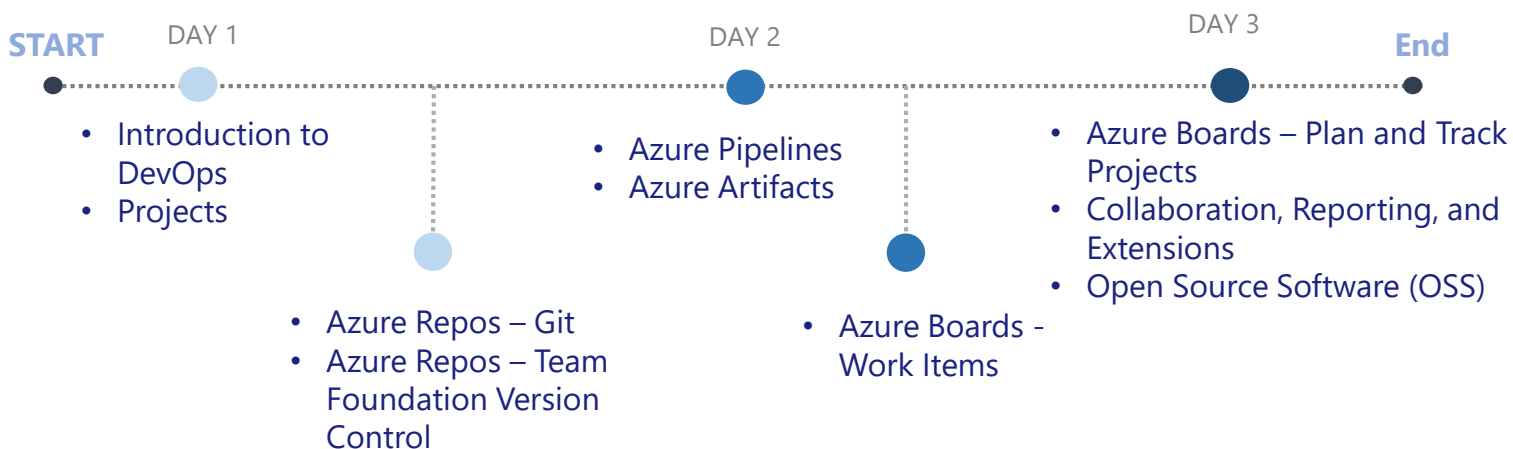 START
DAY 1
DAY 2
DAY 3
End
• Introduction to
DevOps
• Projects
• Azure Repos – Git
• Azure Repos – Team
Foundation Version
Control
• Azure Pipelines
• Azure Artifacts
• Azure Boards -
Work Items
• Azure Boards – Plan and Track
Projects
• Collaboration, Reporting, and
Extensions
• Open Source Software (OSS)